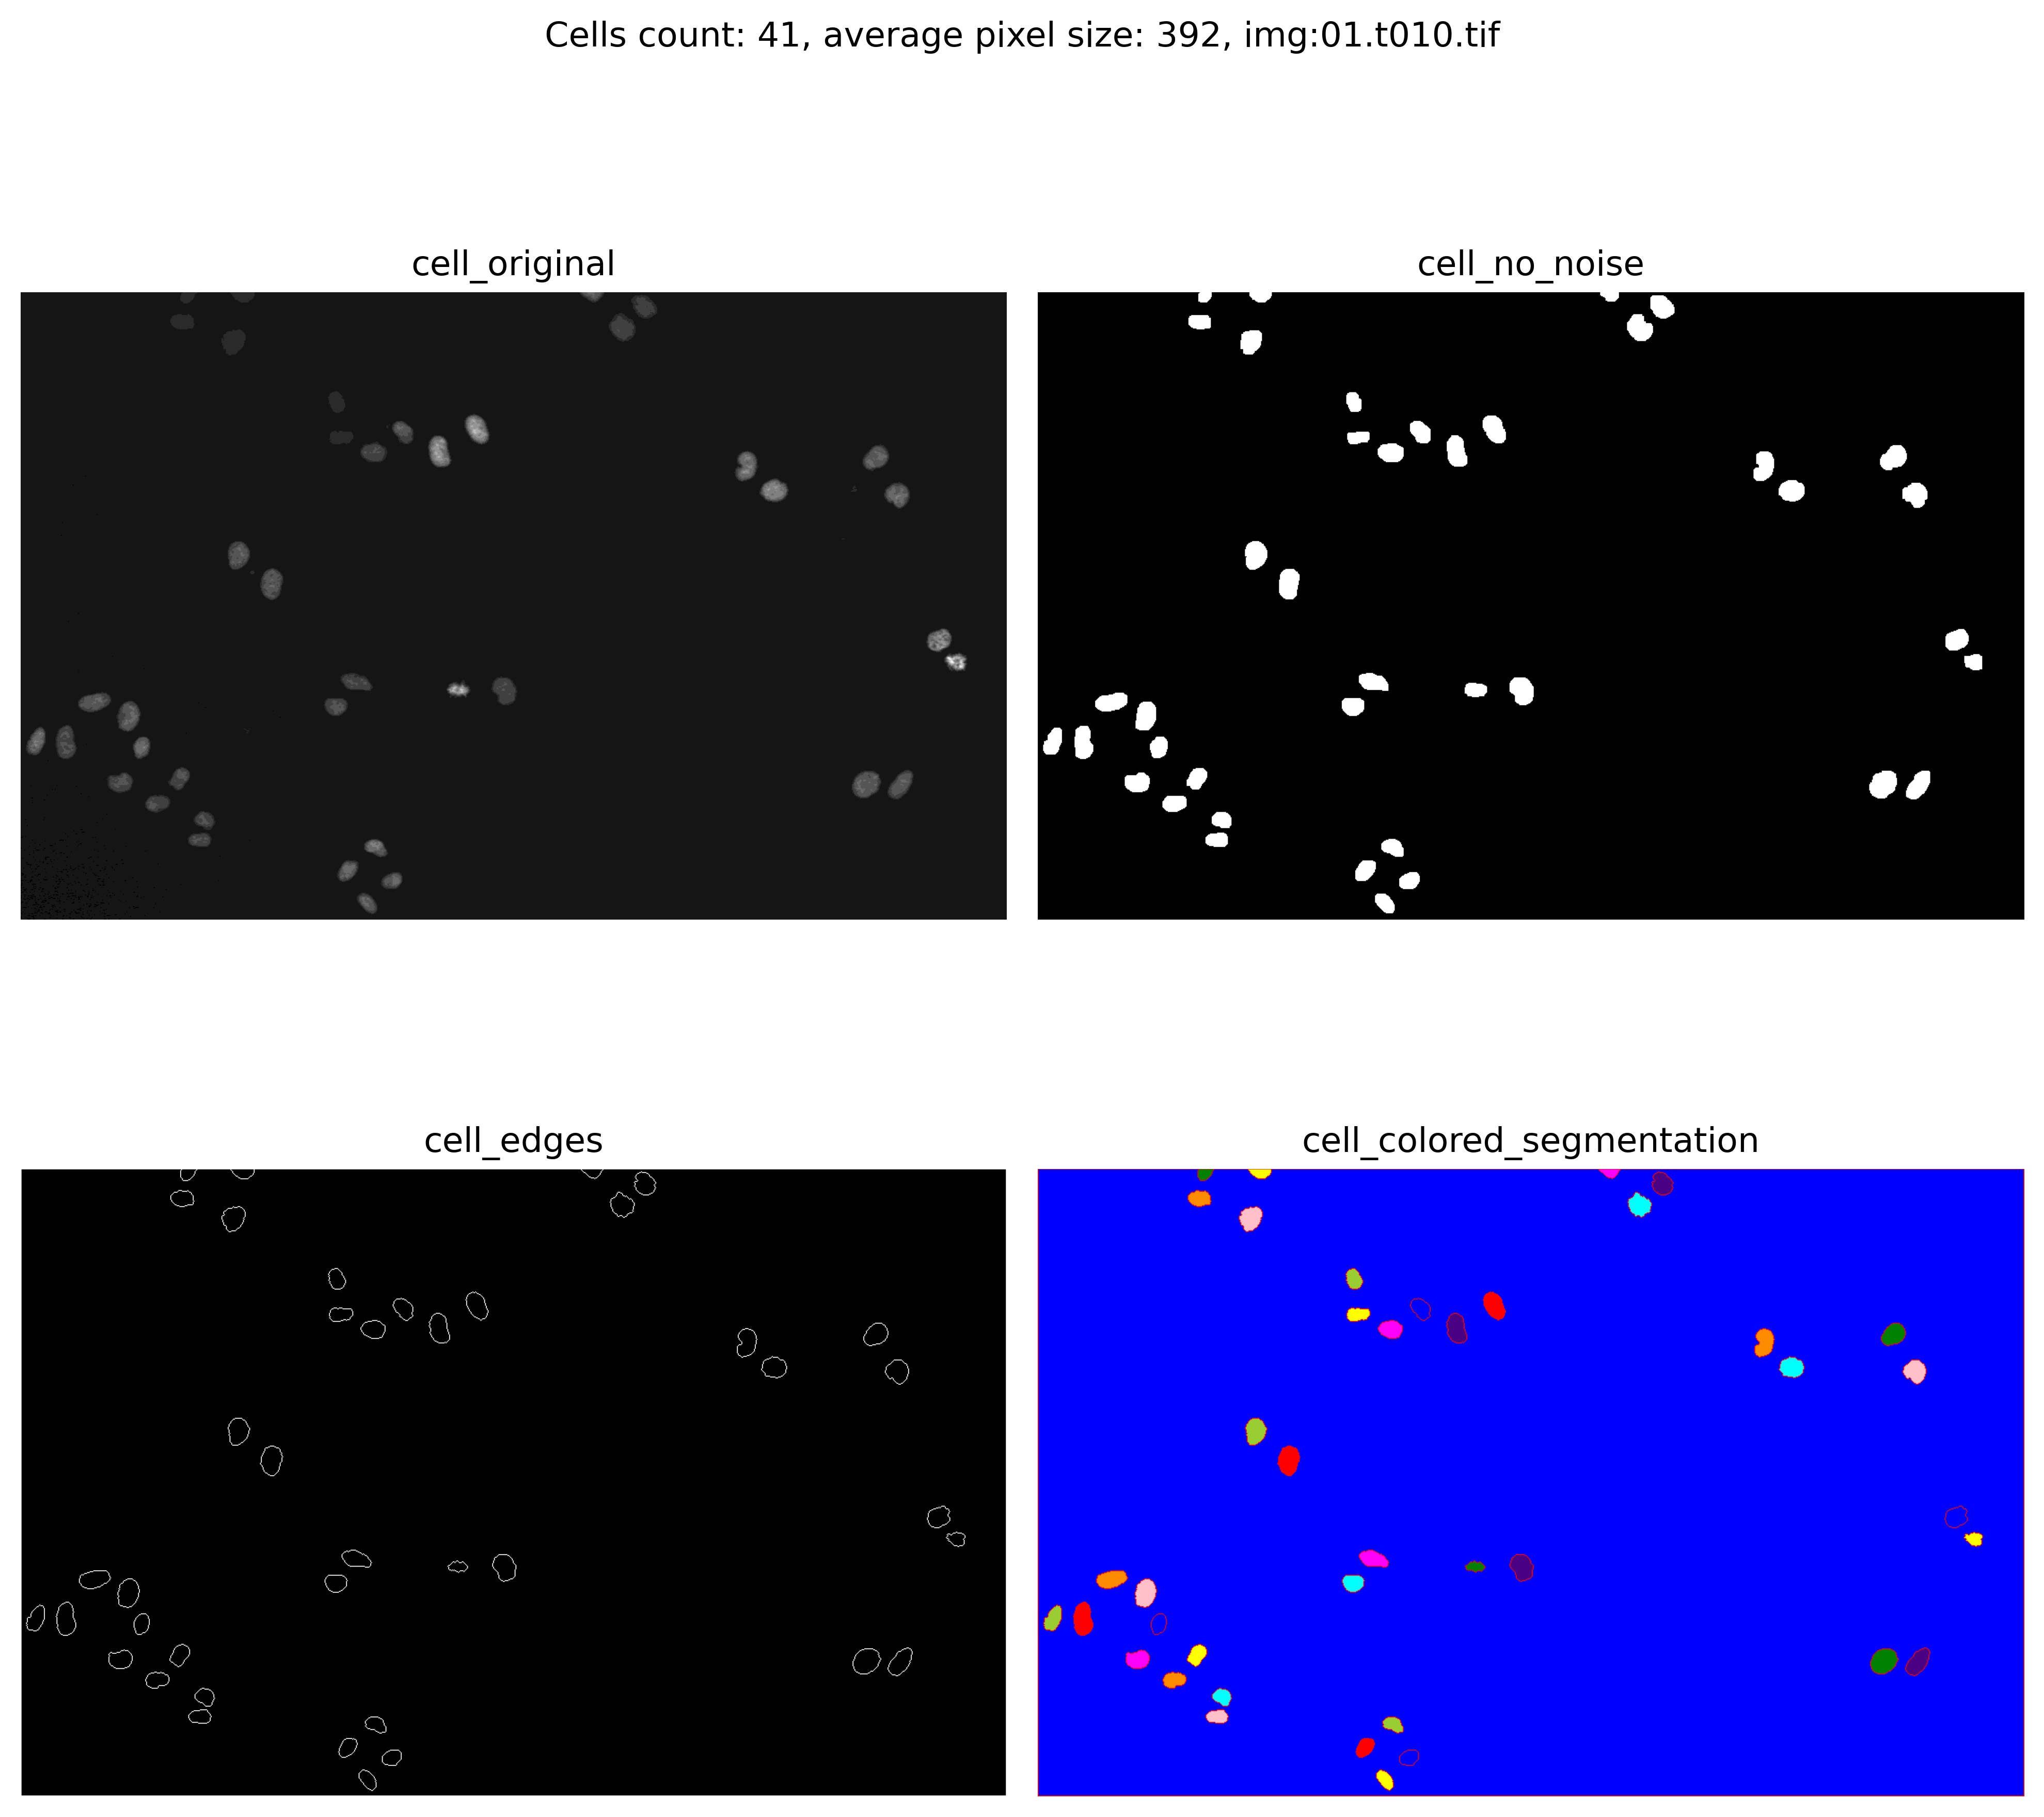 Cells count: 41, average pixel size: 392, img:01.t010.tif
cell_original
cell_no_noise
cell_edges
cell_colored_segmentation